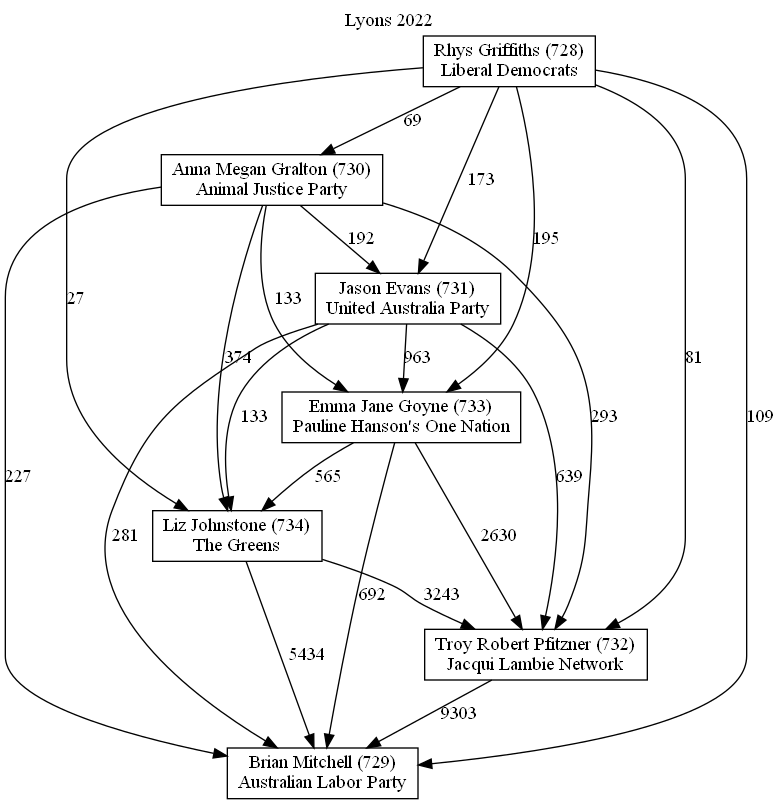 Lyons 2022
Rhys Griffiths (728)
Liberal Democrats
69
Anna Megan Gralton (730)
Animal Justice Party
173
192
195
Jason Evans (731)
United Australia Party
27
133
374
963
81
Emma Jane Goyne (733)
Pauline Hanson's One Nation
133
293
109
227
565
639
Liz Johnstone (734)
The Greens
281
2630
692
3243
Troy Robert Pfitzner (732)
Jacqui Lambie Network
5434
9303
Brian Mitchell (729)
Australian Labor Party